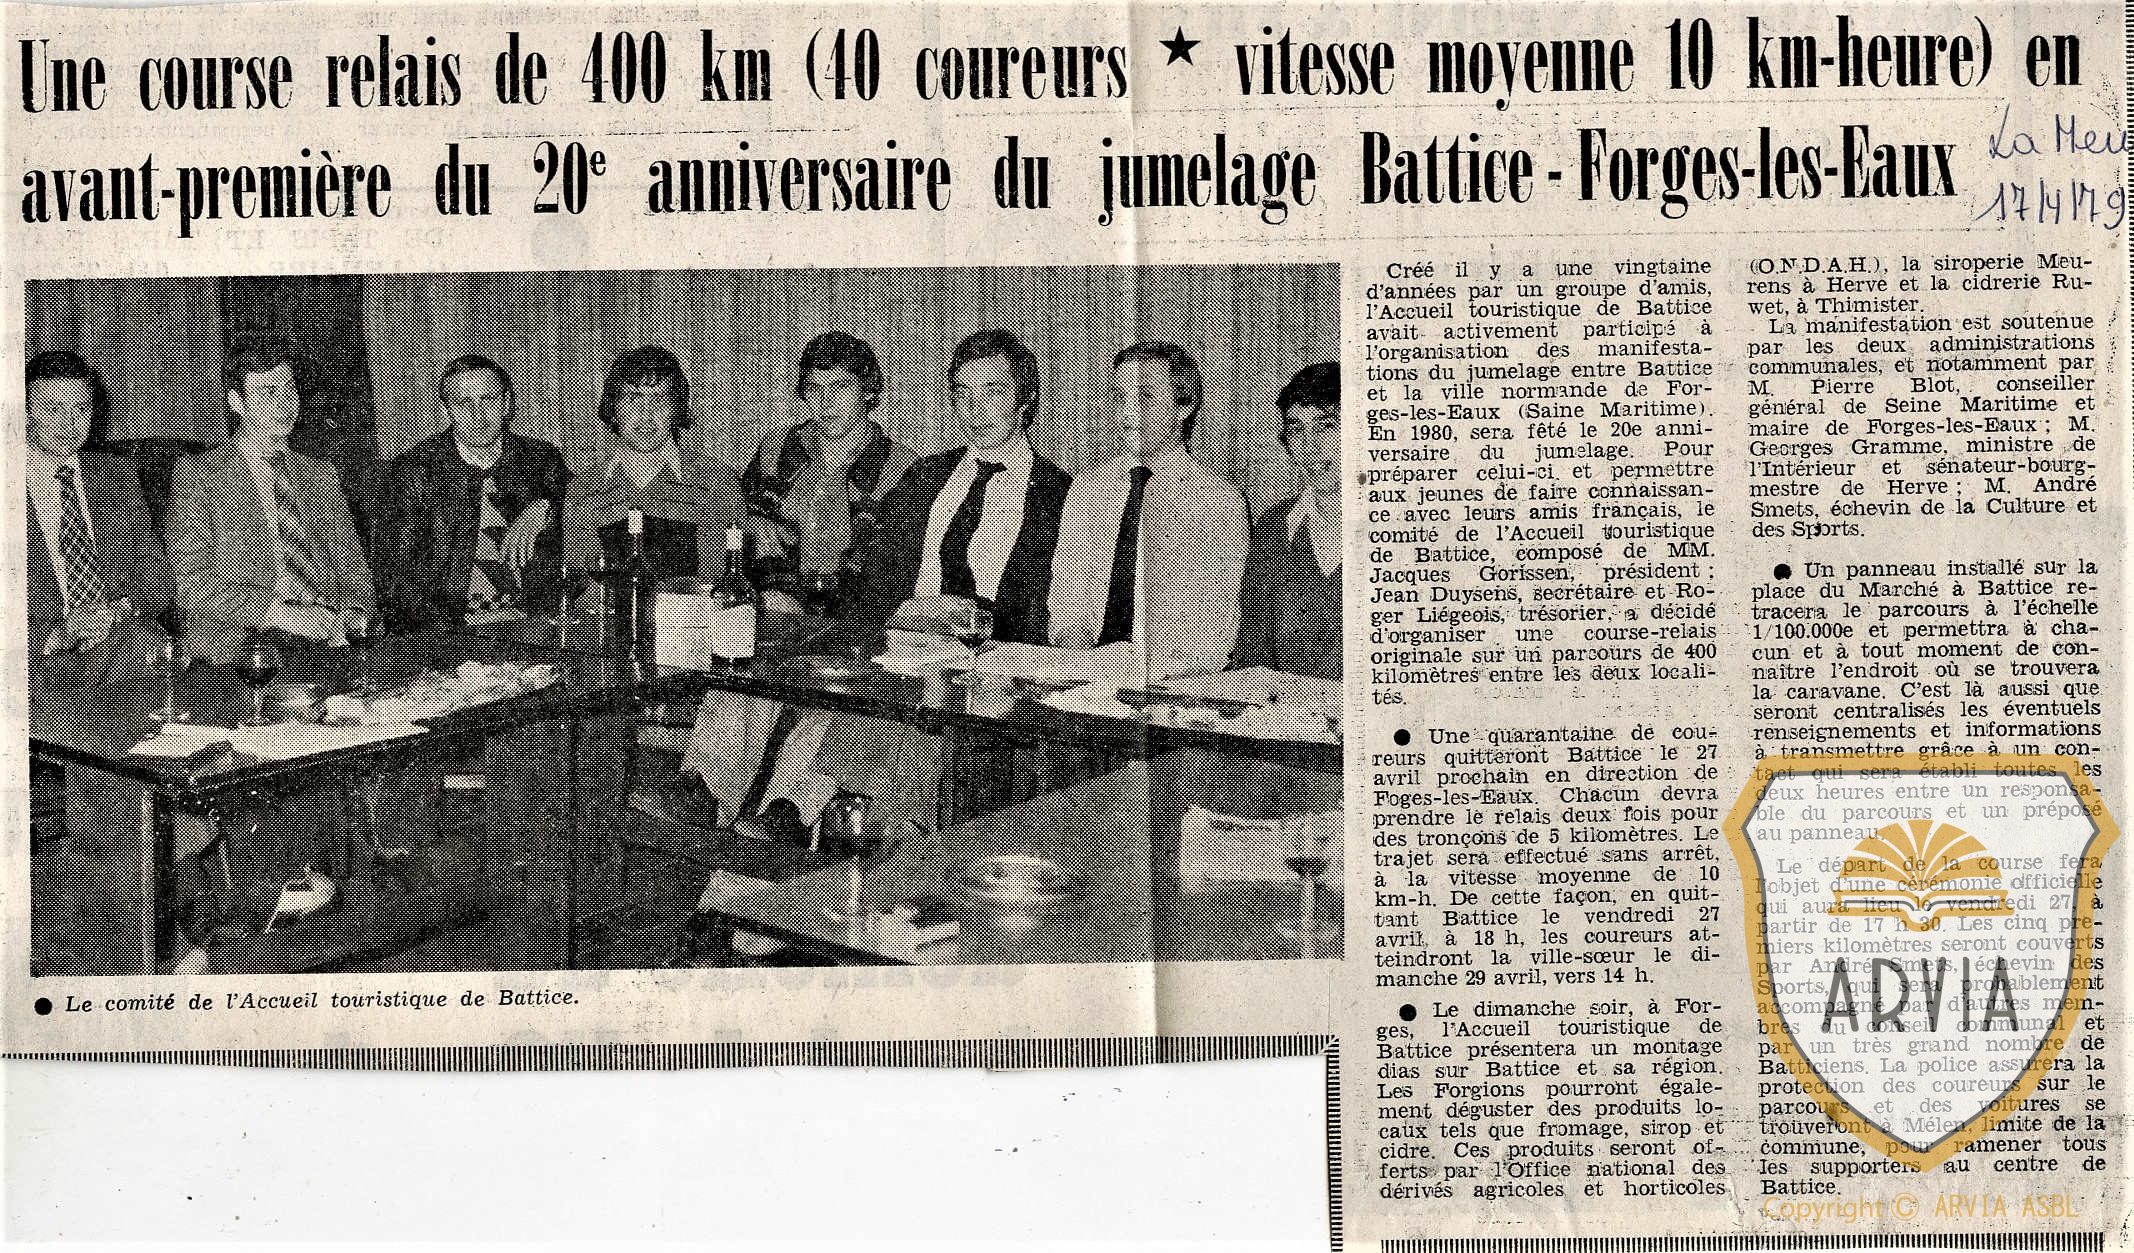 Une course relais de 400 km (40 coureurs ★ vitesse moyenne 10 km-heure) en
avant-première du 20e anniversaire du jumelage Battice - Forges-les-Eaux
La Meu
17/4/79
● Le comité de l'Accueil touristique de Battice.
Créé il y a une vingtaine
d'années par un groupe d'amis,
l'Accueil touristique de Battice
avait activement participé à
l'organisation des manifesta-
tions du jumelage entre Battice
et la ville normande de For-
ges-les-Eaux (Saine Maritime).
En 1980, sera fêté le 20e anni-
versaire du jumelage. Pour
préparer celui-ci et permettre
aux jeunes de faire connaissan-
ce avec leurs amis français, le
comité de l'Accueil touristique
de Battice, composé de MM.
Jacques Gorissen, président ;
Jean Duysens, secrétaire et Ro-
ger Liégeois, trésorier, a décidé
d'organiser une course-relais
originale sur un parcours de 400
kilomètres entre les deux locali-
tés.
● Une quarantaine de cou-
reurs quitteront Battice le 27
avril prochain en direction de
Foges-les-Eaux. Chacun devra
prendre le relais deux fois pour
des tronçons de 5 kilomètres. Le
trajet sera effectué sans arrêt,
à la vitesse moyenne de 10
km-h. De cette façon, en quit-
tant Battice le vendredi 27
avril, à 18 h, les coureurs at-
teindront la ville-sœur le di-
manche 29 avril, vers 14 h.
● Le dimanche soir, à For-
ges, l'Accueil touristique de
Battice présentera un montage
dias sur Battice et sa région.
Les Forgions pourront égale-
ment déguster des produits lo-
caux tels que fromage, sirop et
cidre. Ces produits seront of-
ferts par l'Office national des
dérivés agricoles et horticoles
(O.N.D.A.H.), la siroperie Meu-
rens à Herve et la cidrerie Ru-
wet, à Thimister.
La manifestation est soutenue
par les deux administrations
communales, et notamment par
M. Pierre Blot, conseiller
général de Seine Maritime et
maire de Forges-les-Eaux ; M.
Georges Gramme, ministre de
l'Intérieur et sénateur-bourg-
mestre de Herve ; M. André
Smets, échevin de la Culture et
des Sports.
● Un panneau installé sur la
place du Marché à Battice re-
tracera le parcours à l'échelle
1/100.000e et permettra à cha-
cun et à tout moment de con-
naître l'endroit où se trouvera
la caravane. C'est là aussi que
seront centralisés les éventuels
renseignements et informations
à transmettre grâce à un con-
tact qui sera établi toutes les
deux heures entre un responsa-
ble du parcours et un préposé
au panneau.
Le départ de la course fera
l'objet d'une cérémonie officielle
qui aura lieu le vendredi 27, à
partir de 17 h 30. Les cinq pre-
miers kilomètres seront couverts
par André Smets, échevin des
Sports, qui sera probablement
accompagné par d'autres mem-
bres du conseil communal et
par un très grand nombre de
Batticiens. La police assurera la
protection des coureurs sur le
parcours et des voitures se
trouveront à Mélen, limite de la
commune, pour ramener tous
les supporters au centre de
Battice.
ARVIA
Copyright © ARVIA ASBL